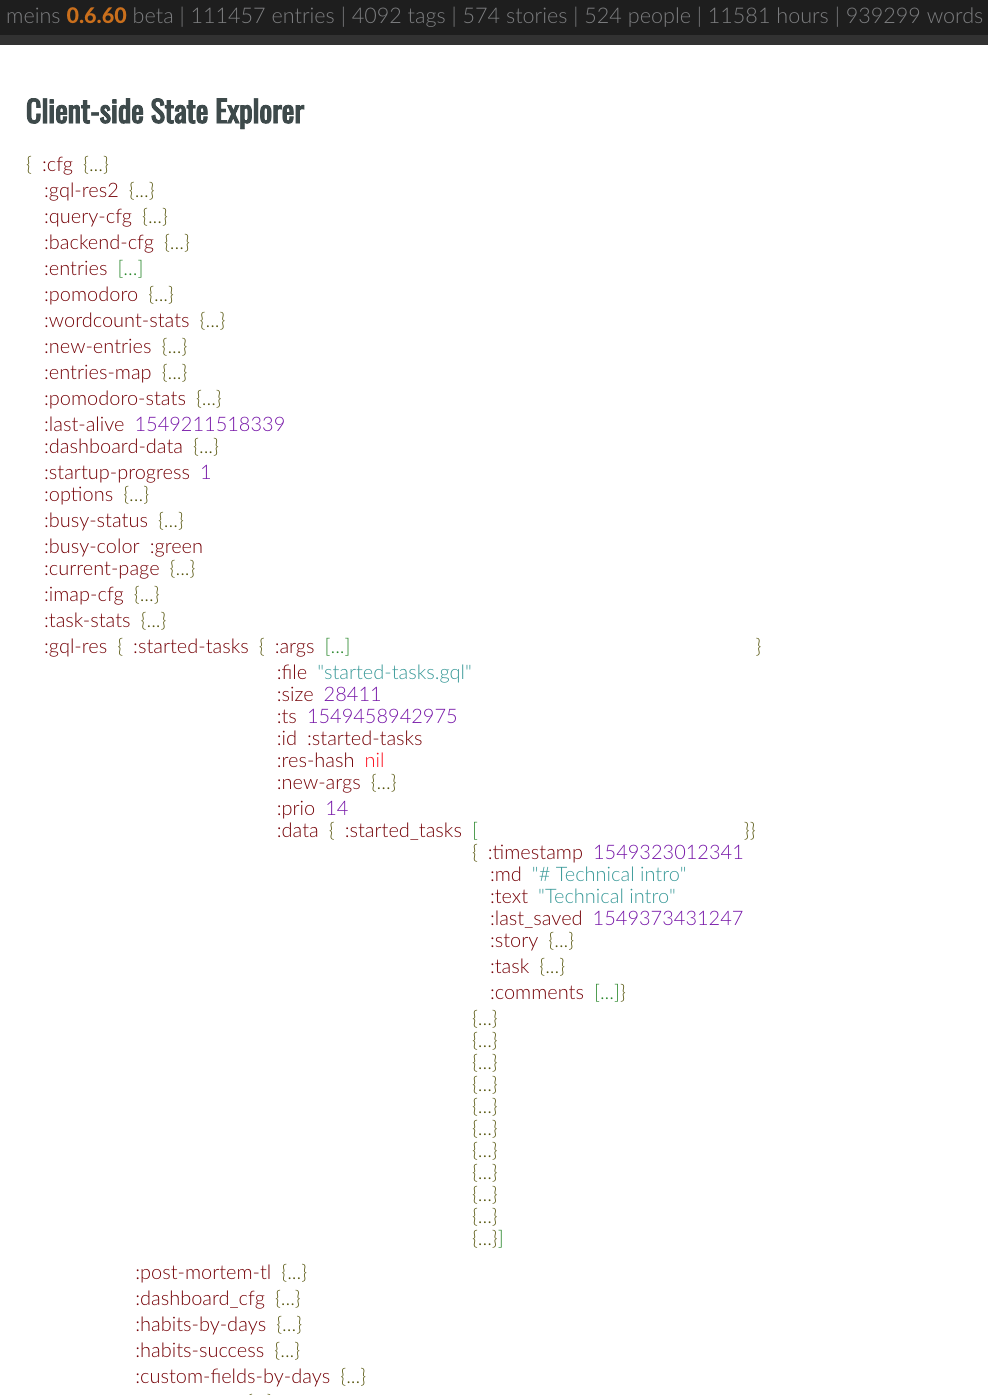 meins 0.6.60 beta | 111457 entries | 4092 tags | 574 stories | 524 people | 11581 hours | 939299 words
Client-side State Explorer
{ :cfg {...}
:gql-res2 {...}
:query-cfg {...}
:backend-cfg {...}
:entries [...]
:pomodoro {...}
:wordcount-stats {...}
:new-entries {...}
:entries-map {...}
:pomodoro-stats {...}
:last-alive 1549211518339
:dashboard-data {...}
:startup-progress 1
:options {...}
:busy-status {...}
:busy-color :green
:current-page {...}
:imap-cfg {...}
:task-stats {...}
:gql-res { :started-tasks { :args [...] }
:file "started-tasks.gql"
:size 28411
:ts 1549458942975
:id :started-tasks
:res-hash nil
:new-args {...}
:prio 14
:data { :started_tasks [ }}
{ :timestamp 1549323012341
:md "# Technical intro"
:text "Technical intro"
:last_saved 1549373431247
:story {...}
:task {...}
:comments [...]}
{...}
{...}
{...}
{...}
{...}
{...}
{...}
{...}
{...}
{...}
{...}]
:post-mortem-tl {...}
:dashboard_cfg {...}
:habits-by-days {...}
:habits-success {...}
:custom-fields-by-days {...}